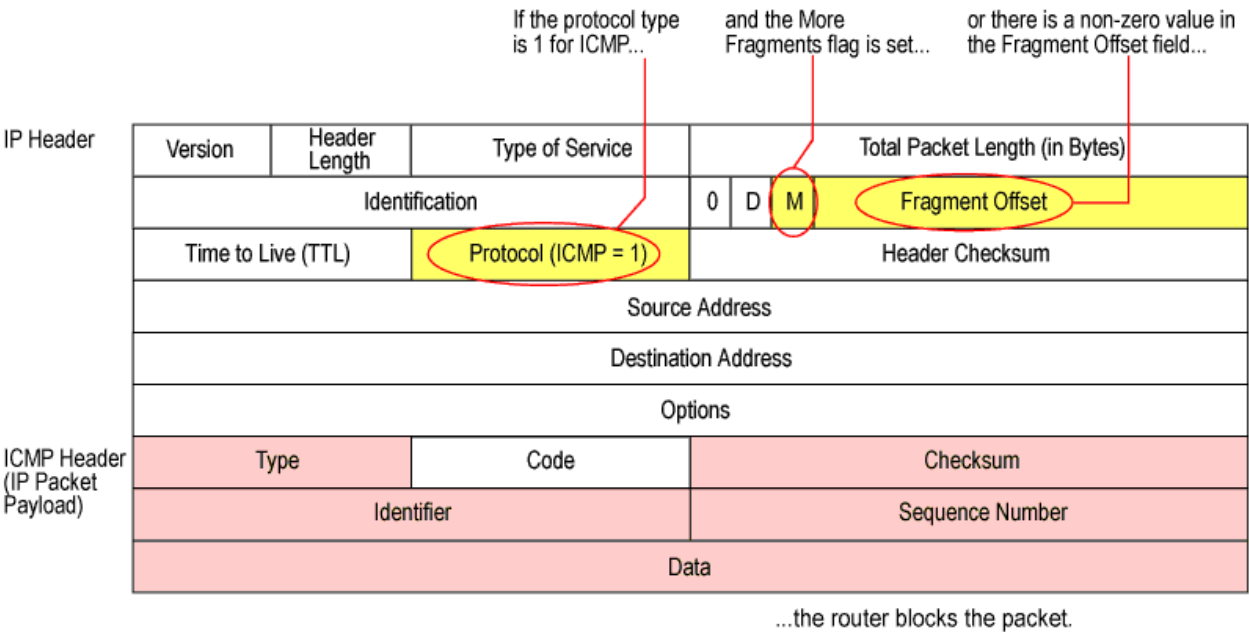 If the protocol type
is 1 for ICMP...
and the More
Fragments flag is set...
or there is a non-zero value in
the Fragment Offset field...
IP Header
Version
Header
Length
Type of Service
Total Packet Length (in Bytes)
Identification
0
D
M
Fragment Offset
Time to Live (TTL)
Protocol (ICMP = 1)
Header Checksum
Source Address
Destination Address
Options
ICMP Header
(IP Packet
Payload)
Type
Code
Checksum
Identifier
Sequence Number
Data
...the router blocks the packet.